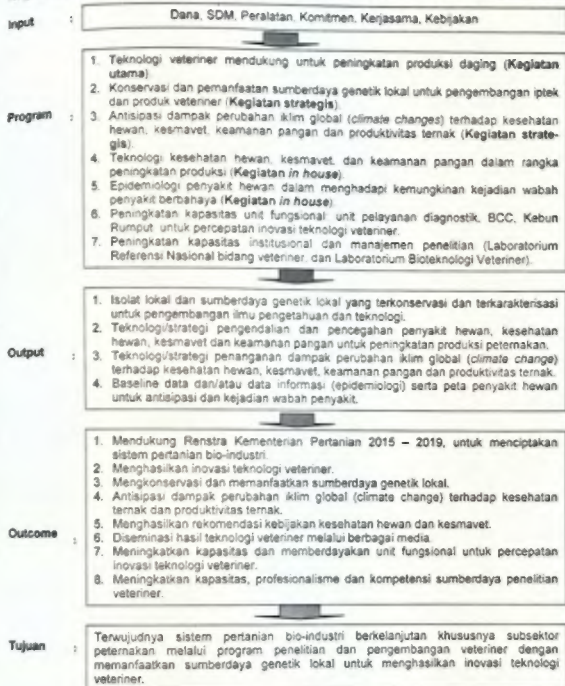 Input : Dana, SDM, Peralatan, Komitmen, Kerjasama, Kebijakan
Program :
1. Teknologi veteriner mendukung untuk peningkatan produksi daging (Kegiatan
utama).
2. Konservasi dan pemanfaatan sumberdaya genetik lokal untuk pengembangan iptek
dan produk veteriner (Kegiatan strategis).
3. Antisipasi dampak perubahan iklim global (climate changes) terhadap kesehatan
hewan, kesmavet, keamanan pangan dan produktivitas ternak (Kegiatan strate-
gis).
4. Teknologi kesehatan hewan, kesmavet, dan keamanan pangan dalam rangka
peningkatan produksi (Kegiatan in house).
5. Epidemiologi penyakit hewan dalam menghadapi kemungkinan kejadian wabah
penyakit berbahaya (Kegiatan in house).
6. Peningkatan kapasitas unit fungsional unit pelayanan diagnostik, BCC, Kebun
Rumput untuk percepatan inovasi teknologi veteriner.
7. Peningkatan kapasitas institusional dan manajemen penelitian (Laboratorium
Referensi Nasional bidang veteriner, dan Laboratorium Bioteknologi Veteriner).
Output :
1. Isolat lokal dan sumberdaya genetik lokal yang terkonservasi dan terkarakterisasi
untuk pengembangan ilmu pengetahuan dan teknologi.
2. Teknologi/strategi pengendalian dan pencegahan penyakit hewan, kesehatan
hewan, kesmavet dan keamanan pangan untuk peningkatan produksi peternakan.
3. Teknologi/strategi penanganan dampak perubahan iklim global (climate change)
terhadap kesehatan hewan, kesmavet, keamanan pangan dan produktivitas ternak.
4. Baseline data dan/atau data informasi (epidemiologi) serta peta penyakit hewan
untuk antisipasi dan kejadian wabah penyakit.
Outcome :
1. Mendukung Renstra Kementerian Pertanian 2015 – 2019, untuk menciptakan
sistem pertanian bio-industri.
2. Menghasilkan inovasi teknologi veteriner.
3. Mengkonservasi dan memanfaatkan sumberdaya genetik lokal.
4. Antisipasi dampak perubahan iklim global (climate change) terhadap kesehatan
ternak dan produktivitas ternak.
5. Menghasilkan rekomendasi kebijakan kesehatan hewan dan kesmavet.
6. Diseminasi hasil teknologi veteriner melalui berbagai media.
7. Meningkatkan kapasitas dan memberdayakan unit fungsional untuk percepatan
inovasi teknologi veteriner.
8. Meningkatkan kapasitas, profesionalisme dan kompetensi sumberdaya penelitian
veteriner.
Tujuan :
Terwujudnya sistem pertanian bio-industri berkelanjutan khususnya subsektor
peternakan melalui program penelitian dan pengembangan veteriner dengan
memanfaatkan sumberdaya genetik lokal untuk menghasilkan inovasi teknologi
veteriner.